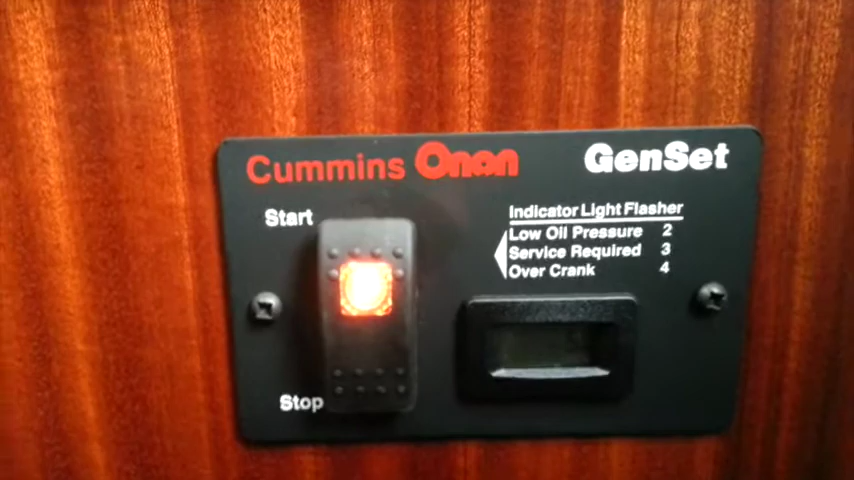 Cummins Onan GenSet
Start
Indicator Light Flasher
Low Oil Pressure 2
Service Required 3
Over Crank 4
Stop